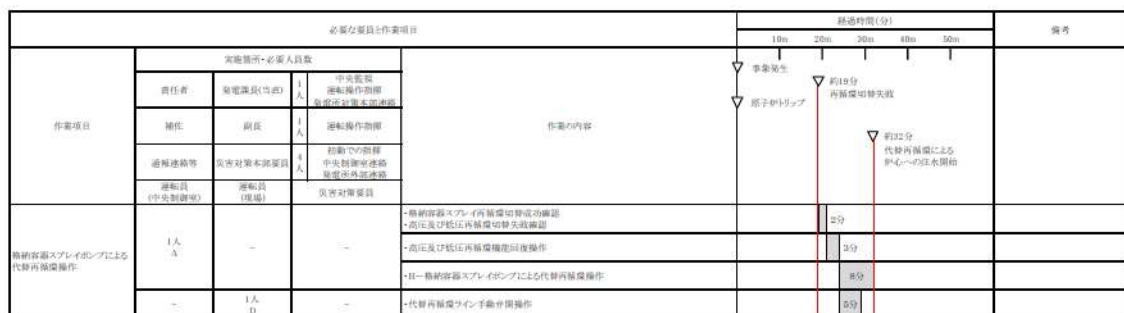 必要な要員と作業項目
経過時間(分)
備考
10m 20m 30m 40m 50m
作業項目
実施箇所・必要人員数
作業の内容
責任者
発電課長(当直)
1人
中央監視
運転操作指揮
発電所対策本部連絡
補佐
副長
1人
運転操作指揮
通報連絡等
災害対策本部要員
4人
初動での指揮
中央制御室連絡
発電所外部連絡
運転員
(中央制御室)
運転員
(現場)
災害対策要員
事象発生
原子炉トリップ
約19分
再循環切替失敗
約32分
代替再循環による
炉心への注水開始
格納容器スプレイポンプによる
代替再循環操作
1人
A
-
-
・格納容器スプレイ再循環切替成功確認
・高圧及び低圧再循環切替失敗確認
2分
・高圧及び低圧再循環機能回復操作
3分
・B-格納容器スプレイポンプによる代替再循環操作
8分
-
1人
D
-
・代替再循環ライン手動弁開操作
5分